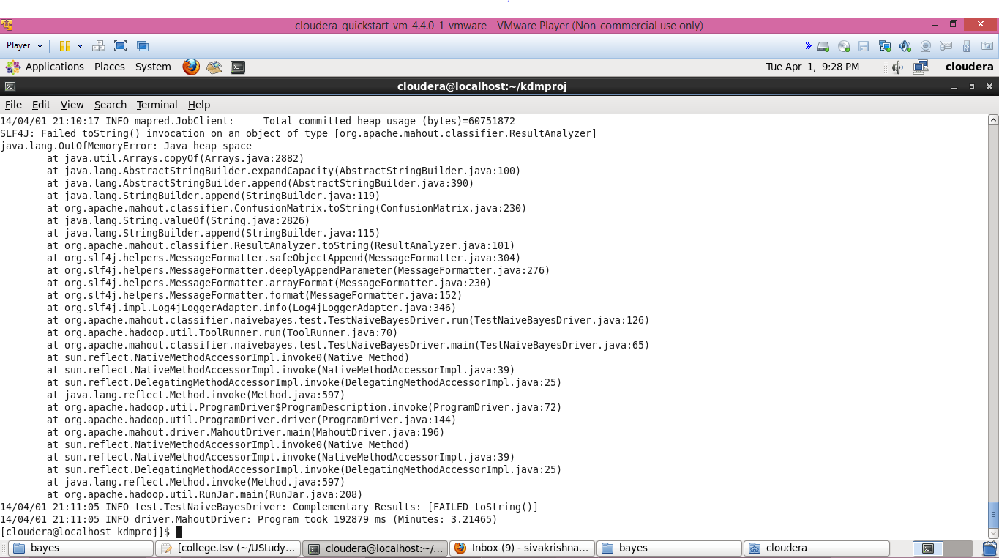 cloudera-quickstart-vm-4.4.0-1-vmware - VMware Player (Non-commercial use only)
Player
Applications Places System Tue Apr 1, 9:28 PM cloudera
cloudera@localhost:~/kdmproj
File Edit View Search Terminal Help
14/04/01 21:10:17 INFO mapred.JobClient:     Total committed heap usage (bytes)=60751872
SLF4J: Failed toString() invocation on an object of type [org.apache.mahout.classifier.ResultAnalyzer]
java.lang.OutOfMemoryError: Java heap space
        at java.util.Arrays.copyOf(Arrays.java:2882)
        at java.lang.AbstractStringBuilder.expandCapacity(AbstractStringBuilder.java:100)
        at java.lang.AbstractStringBuilder.append(AbstractStringBuilder.java:390)
        at java.lang.StringBuilder.append(StringBuilder.java:119)
        at org.apache.mahout.classifier.ConfusionMatrix.toString(ConfusionMatrix.java:230)
        at java.lang.String.valueOf(String.java:2826)
        at java.lang.StringBuilder.append(StringBuilder.java:115)
        at org.apache.mahout.classifier.ResultAnalyzer.toString(ResultAnalyzer.java:101)
        at org.slf4j.helpers.MessageFormatter.safeObjectAppend(MessageFormatter.java:304)
        at org.slf4j.helpers.MessageFormatter.deeplyAppendParameter(MessageFormatter.java:276)
        at org.slf4j.helpers.MessageFormatter.arrayFormat(MessageFormatter.java:230)
        at org.slf4j.helpers.MessageFormatter.format(MessageFormatter.java:152)
        at org.slf4j.impl.Log4jLoggerAdapter.info(Log4jLoggerAdapter.java:346)
        at org.apache.mahout.classifier.naivebayes.test.TestNaiveBayesDriver.run(TestNaiveBayesDriver.java:126)
        at org.apache.hadoop.util.ToolRunner.run(ToolRunner.java:70)
        at org.apache.mahout.classifier.naivebayes.test.TestNaiveBayesDriver.main(TestNaiveBayesDriver.java:65)
        at sun.reflect.NativeMethodAccessorImpl.invoke0(Native Method)
        at sun.reflect.NativeMethodAccessorImpl.invoke(NativeMethodAccessorImpl.java:39)
        at sun.reflect.DelegatingMethodAccessorImpl.invoke(DelegatingMethodAccessorImpl.java:25)
        at java.lang.reflect.Method.invoke(Method.java:597)
        at org.apache.hadoop.util.ProgramDriver$ProgramDescription.invoke(ProgramDriver.java:72)
        at org.apache.hadoop.util.ProgramDriver.driver(ProgramDriver.java:144)
        at org.apache.mahout.driver.MahoutDriver.main(MahoutDriver.java:196)
        at sun.reflect.NativeMethodAccessorImpl.invoke0(Native Method)
        at sun.reflect.NativeMethodAccessorImpl.invoke(NativeMethodAccessorImpl.java:39)
        at sun.reflect.DelegatingMethodAccessorImpl.invoke(DelegatingMethodAccessorImpl.java:25)
        at java.lang.reflect.Method.invoke(Method.java:597)
        at org.apache.hadoop.util.RunJar.main(RunJar.java:208)
14/04/01 21:11:05 INFO test.TestNaiveBayesDriver: Complementary Results: [FAILED toString()]
14/04/01 21:11:05 INFO driver.MahoutDriver: Program took 192879 ms (Minutes: 3.21465)
[cloudera@localhost kdmproj]$
bayes [college.tsv (~/UStudy... cloudera@localhost:~/... Inbox (9) - sivakrishna... bayes cloudera